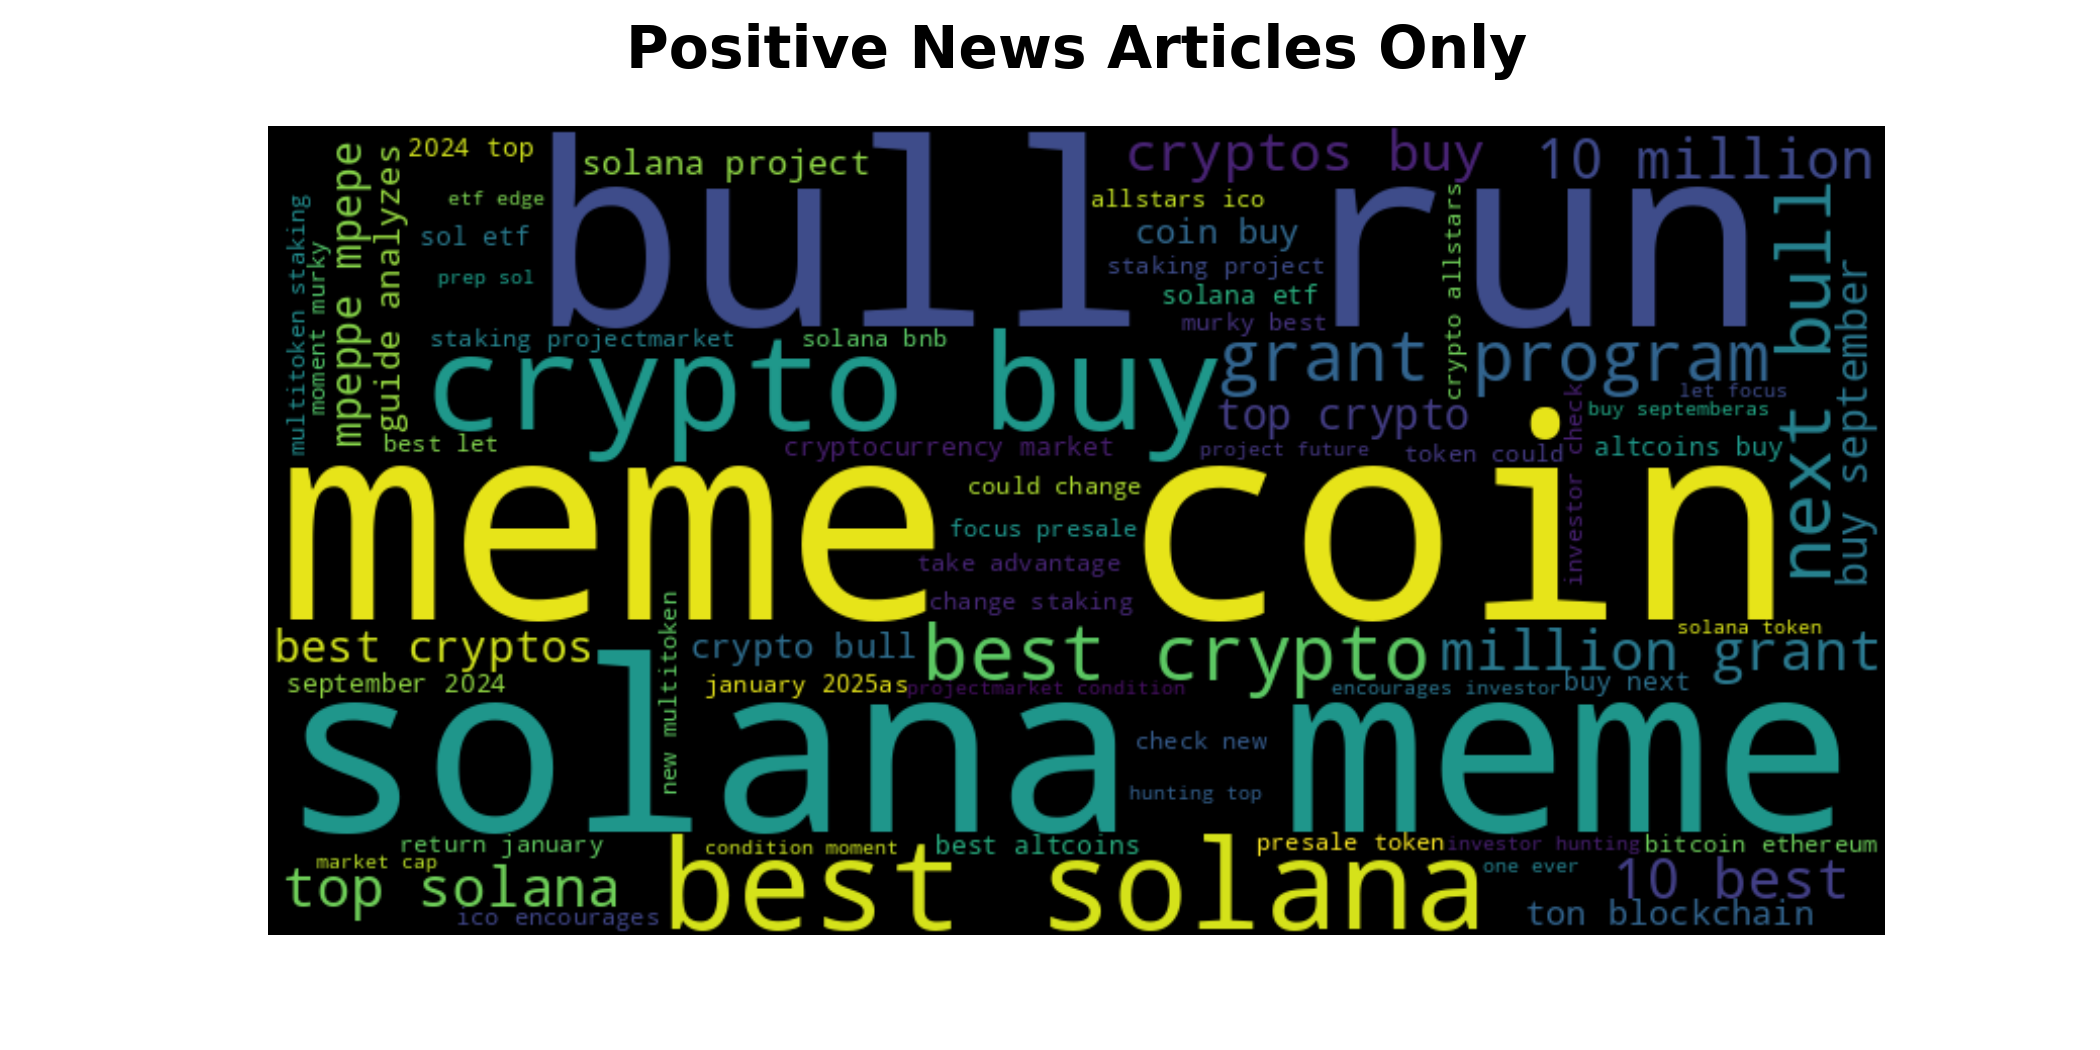 Positive News Articles Only
2024 top
solana project
bull run
cryptos buy
10 million
etf edge
allstars ico
sol etf
coin buy
prep sol
staking project
solana etf
murky best
multitoken staking
moment murky
mpeppe mpepe
guide analyzes
crypto allstars
next bull
buy september
staking projectmarket
solana bnb
crypto buy
grant program
let focus
top crypto
buy septemberas
best let
cryptocurrency market
project future
token could
altcoins buy
investor check
meme coin
could change
focus presale
take advantage
change staking
best cryptos
new multitoken
crypto bull
best crypto
million grant
solana token
september 2024
january 2025as
projectmarket condition
encourages investor
buy next
solana meme
check new
hunting top
return january
market cap
condition moment
best altcoins
presale token
investor hunting
bitcoin ethereum
top solana
best solana
one ever
10 best
ico encourages
ton blockchain